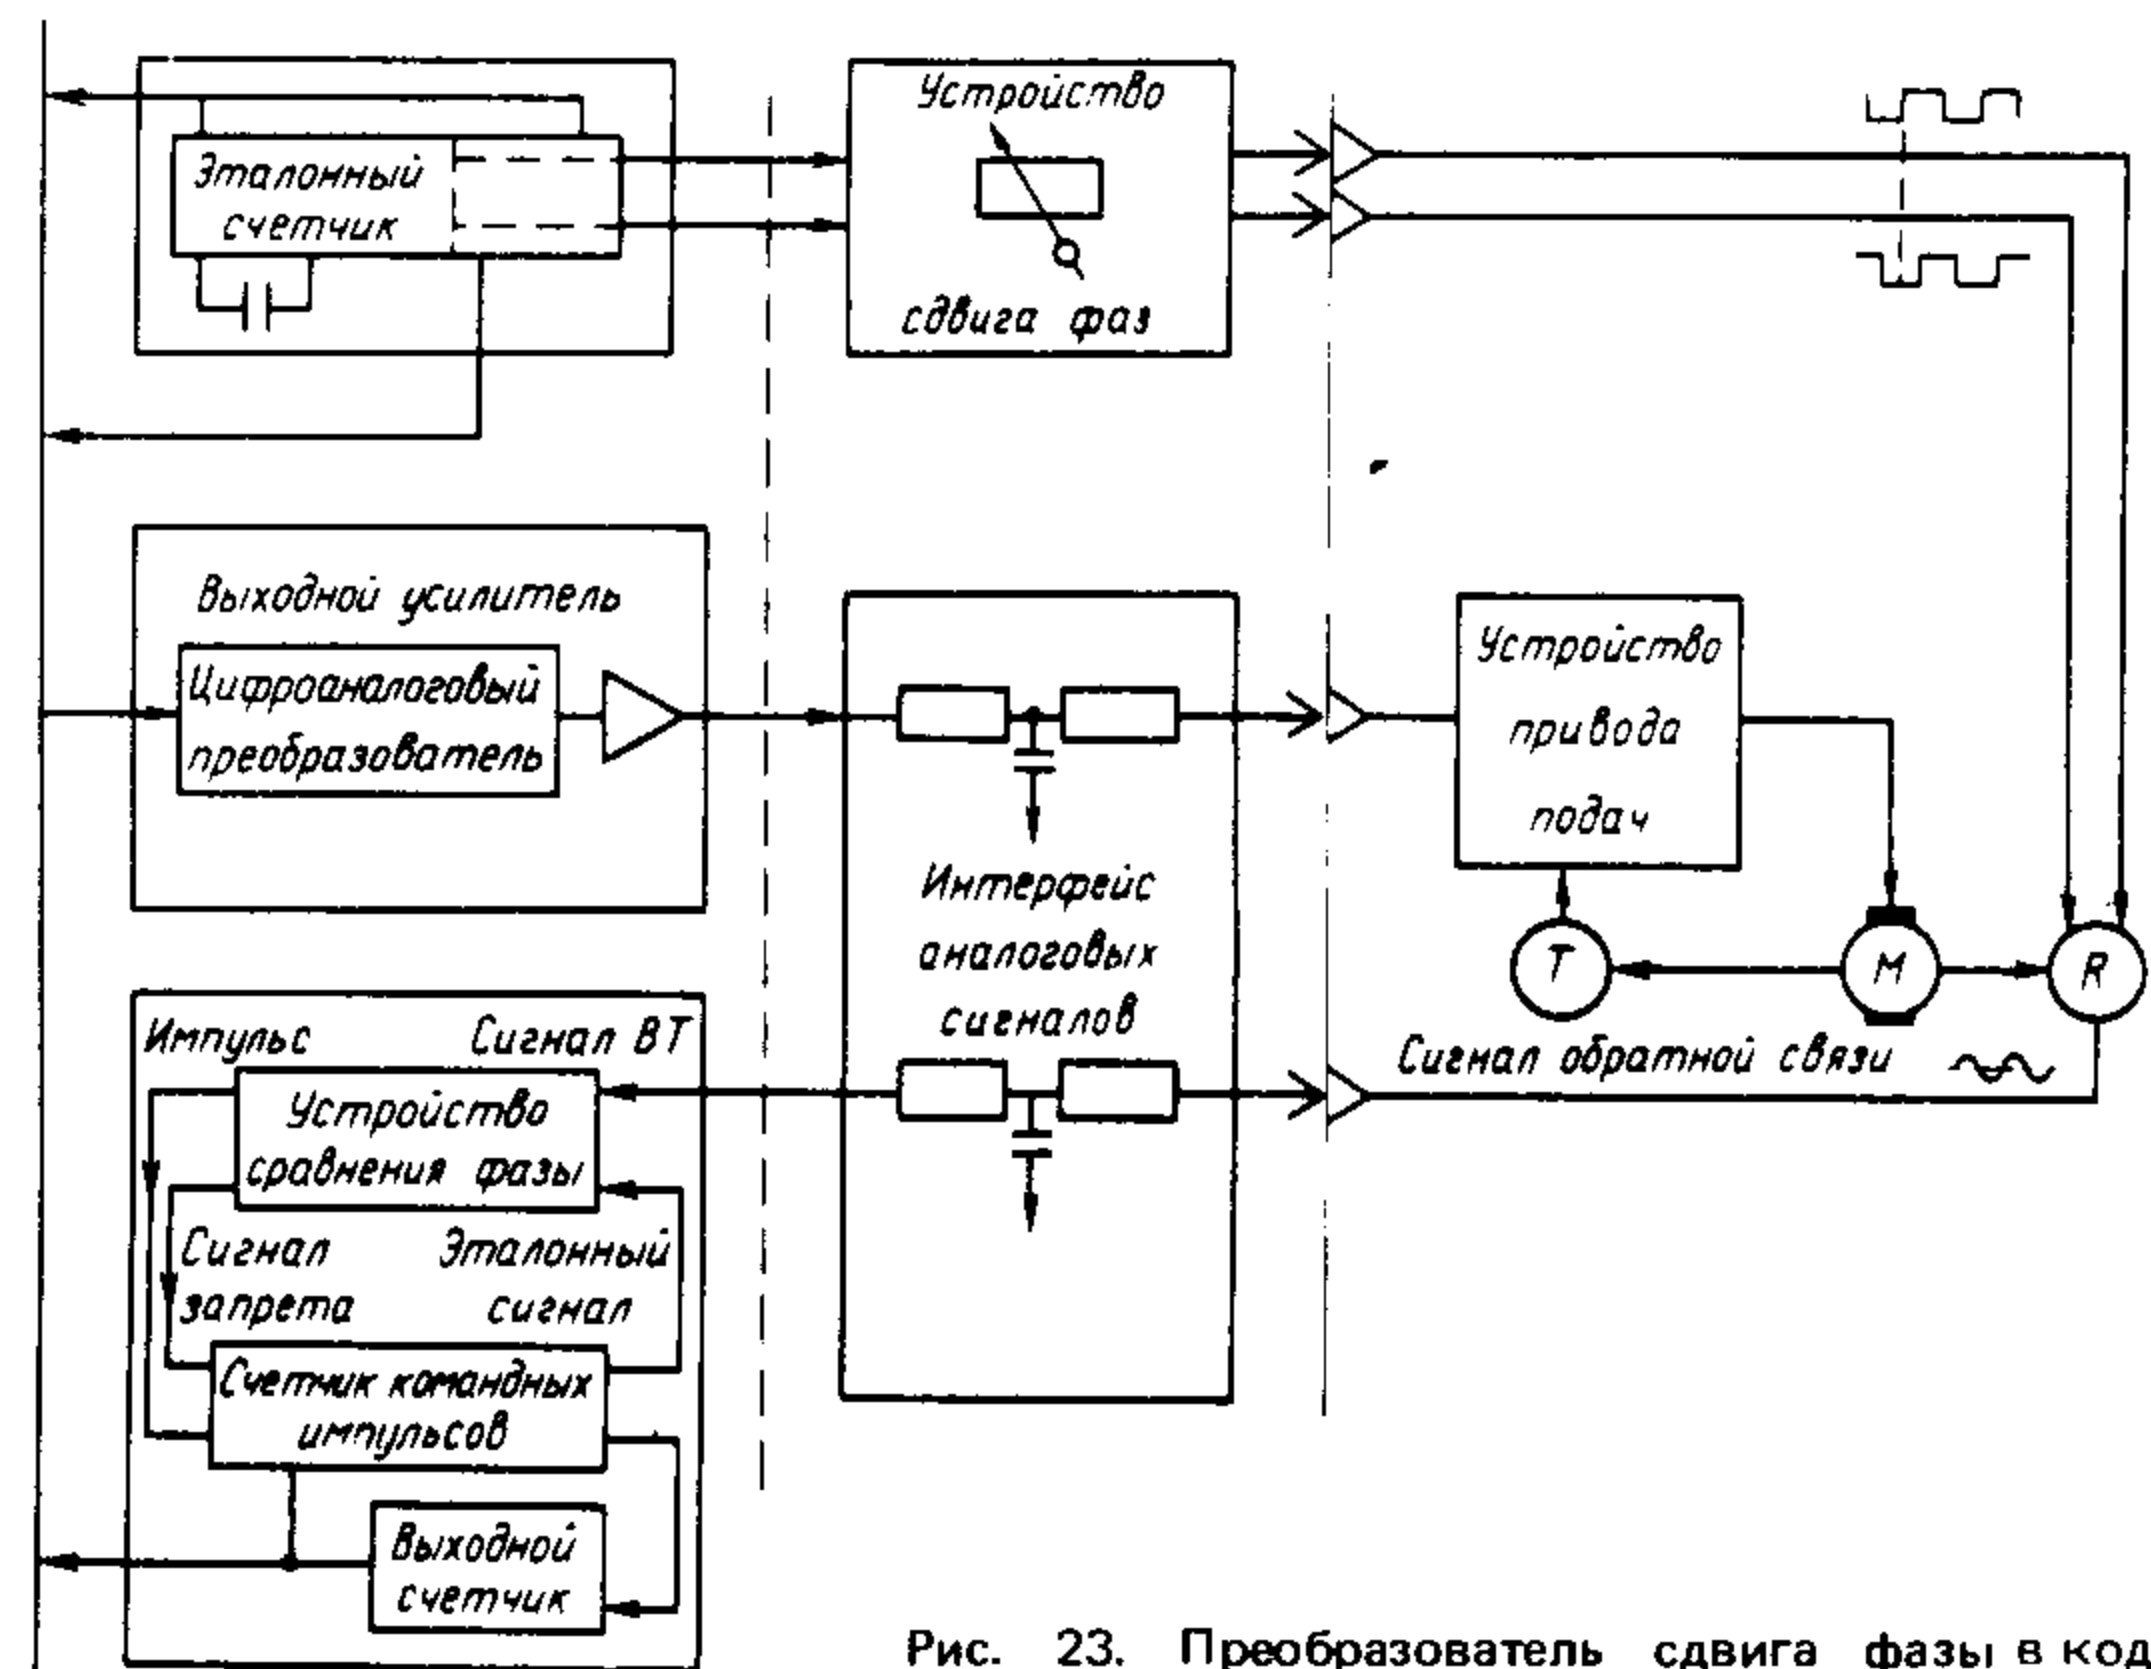 Устройство
Эталонный
счетчик
сдвига фаз
Выходной усилитель
Цифроаналоговый
преобразователь
Интерфейс
аналоговых
сигналов
Устройство
привода
подач
Т
М
R
Сигнал обратной связи
Импульс
Сигнал ВТ
Устройство
сравнения фазы
Сигнал
запрета
Эталонный
сигнал
Счетчик командных
импульсов
Выходной
счетчик
Рис. 23. Преобразователь сдвига фазы в код